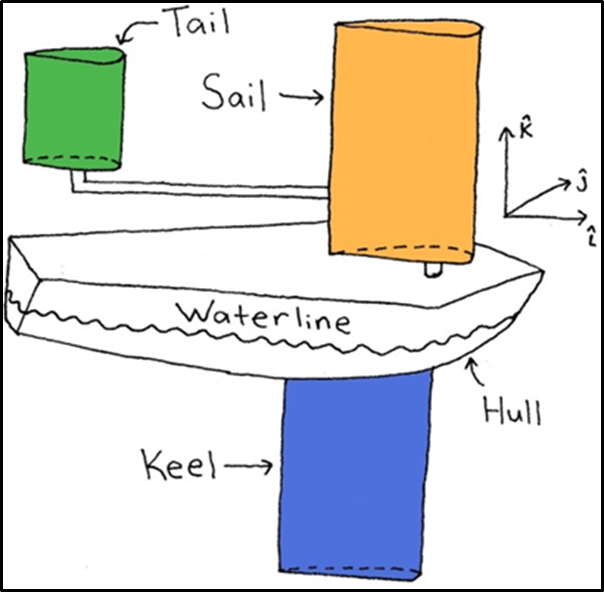 Tail
Sail
k̂
ĵ
î
Waterline
Hull
Keel